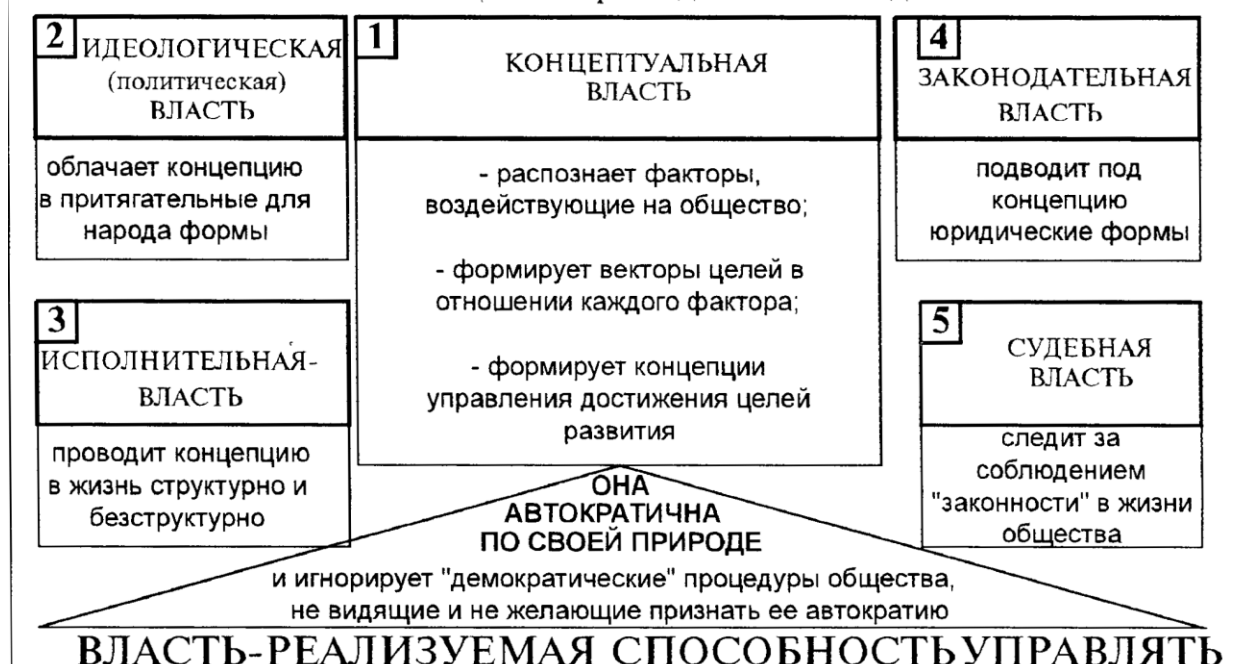 2
ИДЕОЛОГИЧЕСКАЯ
(политическая)
ВЛАСТЬ
облачает концепцию
в притягательные для
народа формы
1
КОНЦЕПТУАЛЬНАЯ
ВЛАСТЬ
- распознает факторы,
воздействующие на общество;
- формирует векторы целей в
отношении каждого фактора;
- формирует концепции
управления достижения целей
развития
4
ЗАКОНОДАТЕЛЬНАЯ
ВЛАСТЬ
подводит под
концепцию
юридические формы
3
ИСПОЛНИТЕЛЬНАЯ-
ВЛАСТЬ
проводит концепцию
в жизнь структурно и
безструктурно
5
СУДЕБНАЯ
ВЛАСТЬ
следит за
соблюдением
"законности" в жизни
общества
ОНА
АВТОКРАТИЧНА
ПО СВОЕЙ ПРИРОДЕ
и игнорирует "демократические" процедуры общества,
не видящие и не желающие признать ее автократию
ВЛАСТЬ-РЕАЛИЗУЕМАЯ СПОСОБНОСТЬ УПРАВЛЯТЬ